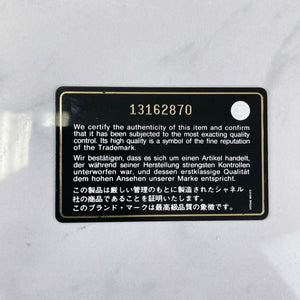 13162870
We certify the authenticity of this item and confirm
that it has been subjected to the most exacting quality
control. Its high quality is a symbol of the fine reputation
of the Trademark.
Wir bestätigen, dass es sich um einen Artikel handelt,
der während seiner Herstellung strengsten Kontrollen
unterworfen war, und dessen erstklassige Qualität
dem hohen Ansehen unserer Marke entspricht.
この製品は厳しい管理のもとに製造されたシャネル
社の商品であることを証明いたします。
このブランド・マークは最高級品質の象徴です。